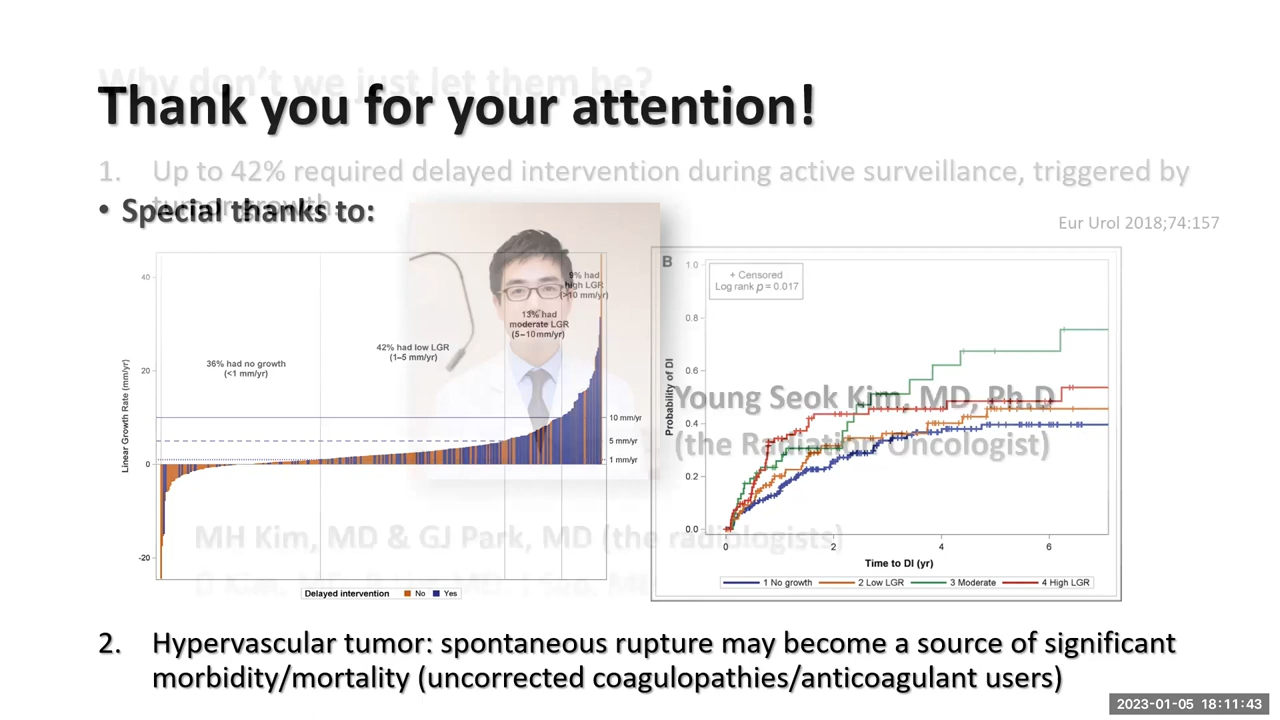 Why don't we just let them be?
Thank you for your attention!
1. Up to 42% required delayed intervention during active surveillance, triggered by
tumor growth
• Special thanks to:
Eur Urol 2018;74:157
40
20
0
-20
Linear Growth Rate (mm/yr)
36% had no growth
(<1 mm/yr)
42% had low LGR
(1–5 mm/yr)
13% had
moderate LGR
(5–10 mm/yr)
9% had
high LGR
(>10 mm/yr)
10 mm/yr
5 mm/yr
1 mm/yr
Delayed intervention No Yes
B
+ Censored
Log rank p = 0.017
1.0
0.8
0.6
0.4
0.2
0.0
Probability of DI
0 2 4 6
Time to DI (yr)
1 No growth 2 Low LGR 3 Moderate 4 High LGR
Young Seok Kim, MD, Ph.D
(the Radiation Oncologist)
MH Kim, MD & GJ Park, MD (the radiologists)
2. Hypervascular tumor: spontaneous rupture may become a source of significant
morbidity/mortality (uncorrected coagulopathies/anticoagulant users)
2023-01-05 18:11:43